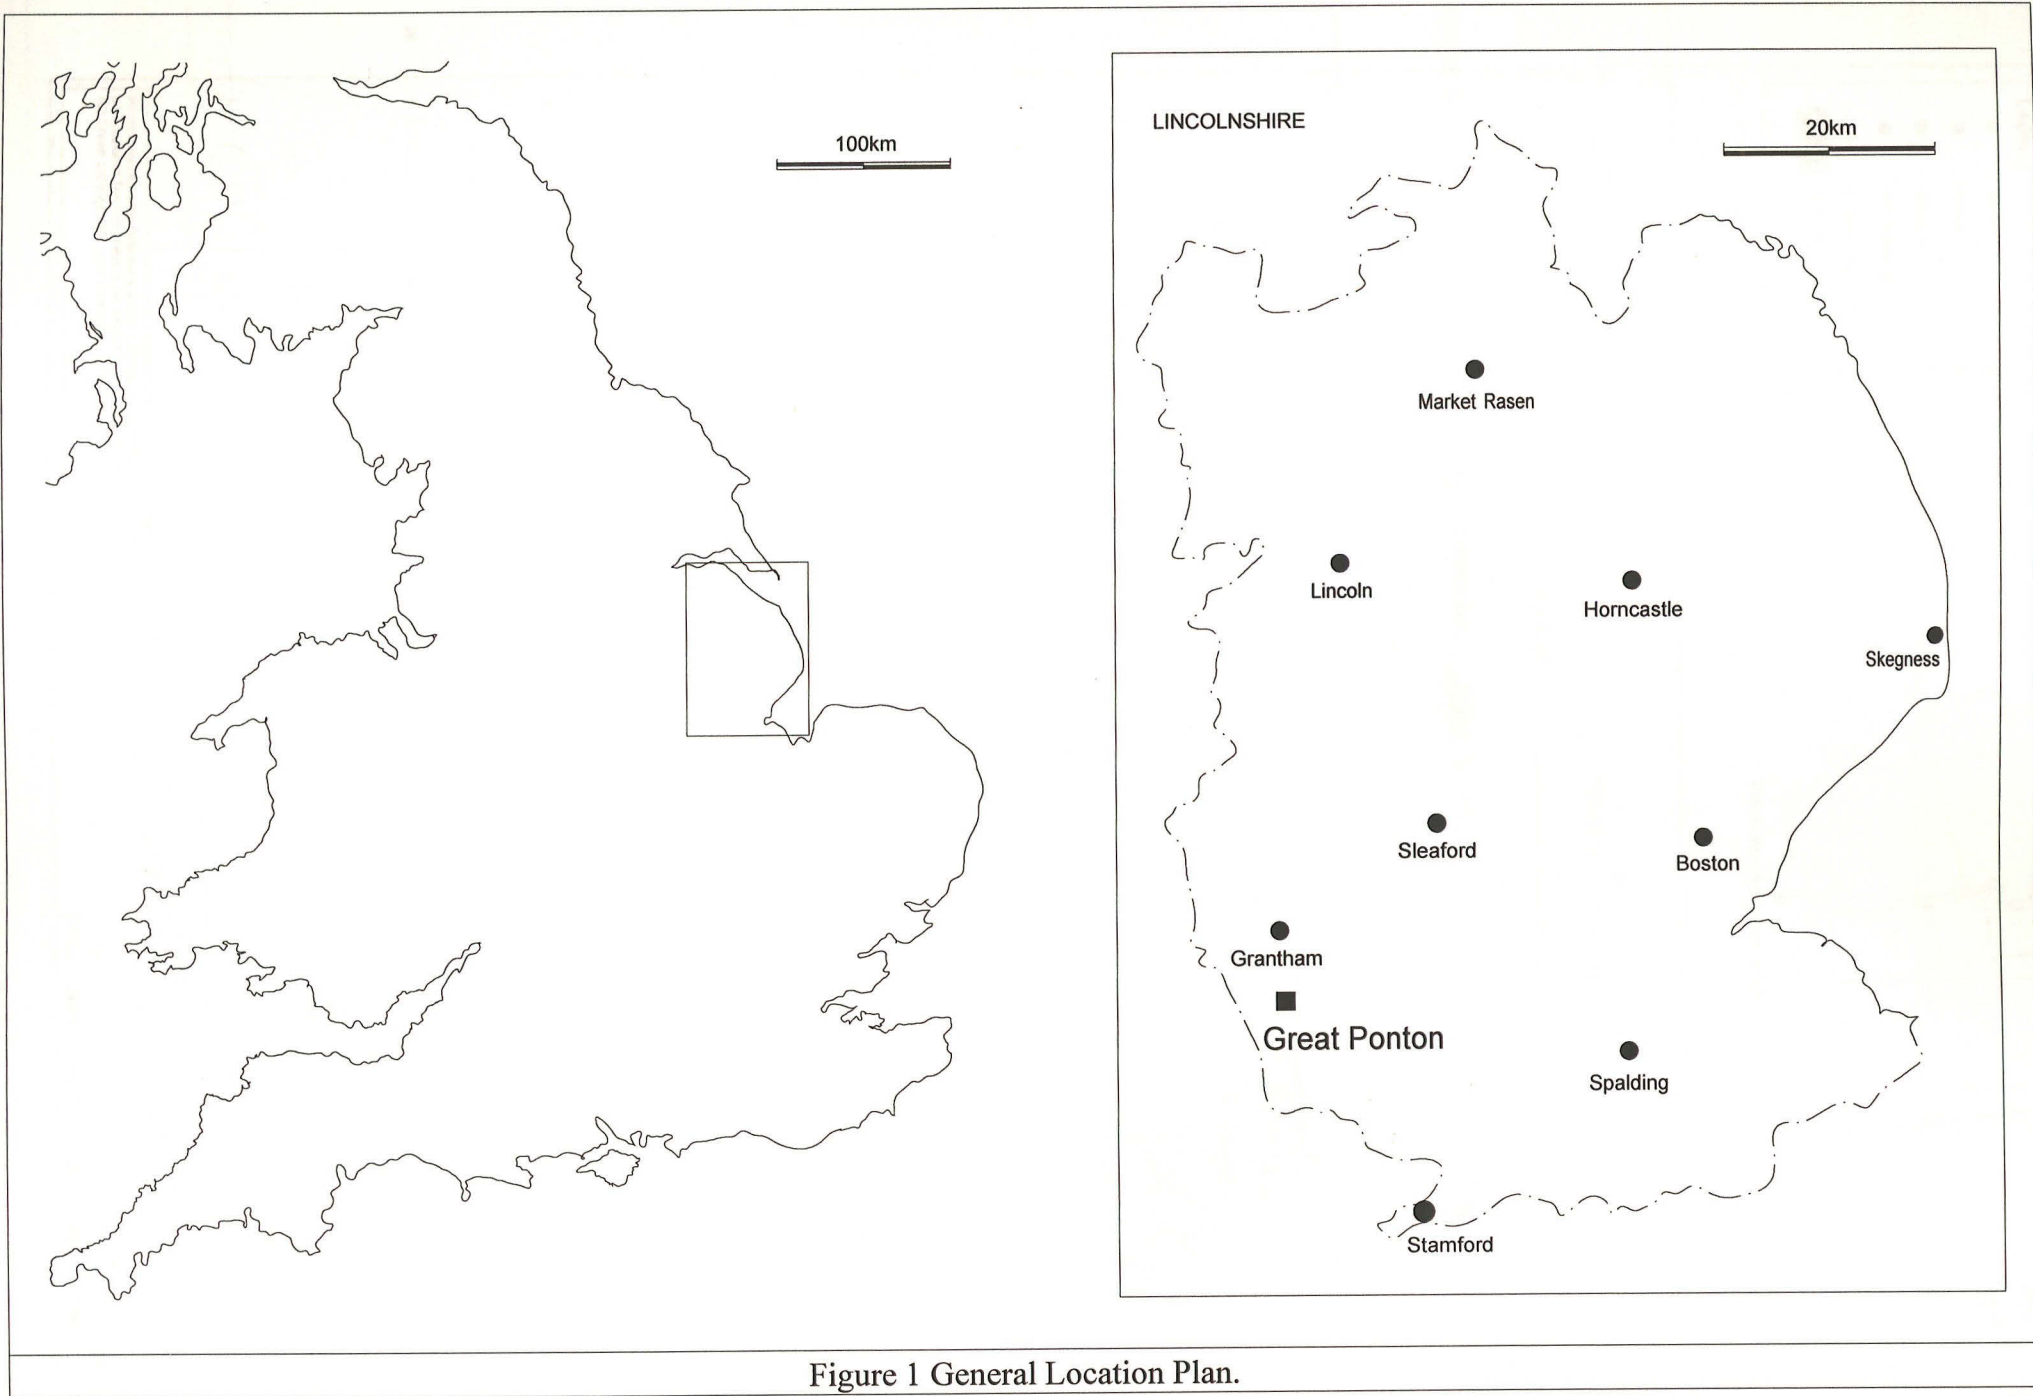 100km
LINCOLNSHIRE
20km
Market Rasen
Lincoln
Horncastle
Skegness
Sleaford
Boston
Grantham
Great Ponton
Spalding
Stamford
Figure 1 General Location Plan.